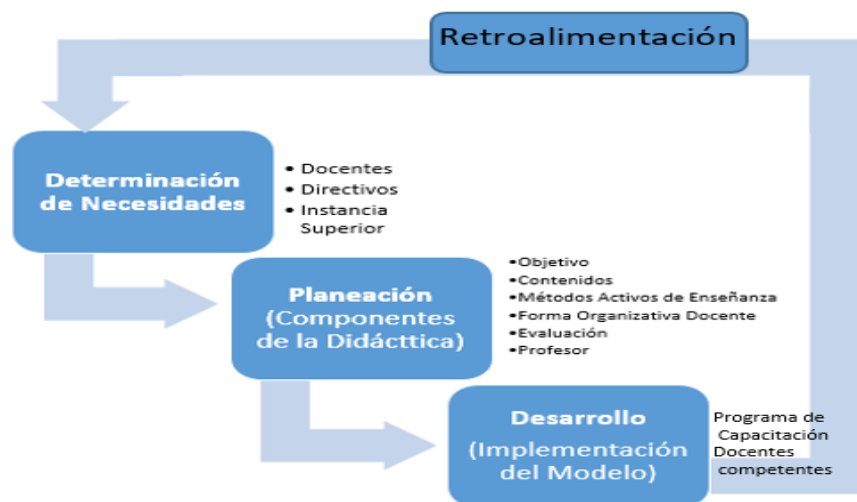 Retroalimentación
Determinación
de Necesidades
• Docentes
• Directivos
• Instancia
Superior
Planeación
(Componentes
de la Didácttica)
•Objetivo
•Contenidos
•Métodos Activos de Enseñanza
•Forma Organizativa Docente
•Evaluación
•Profesor
Desarrollo
(Implementación
del Modelo)
Programa de
Capacitación
Docentes
competentes